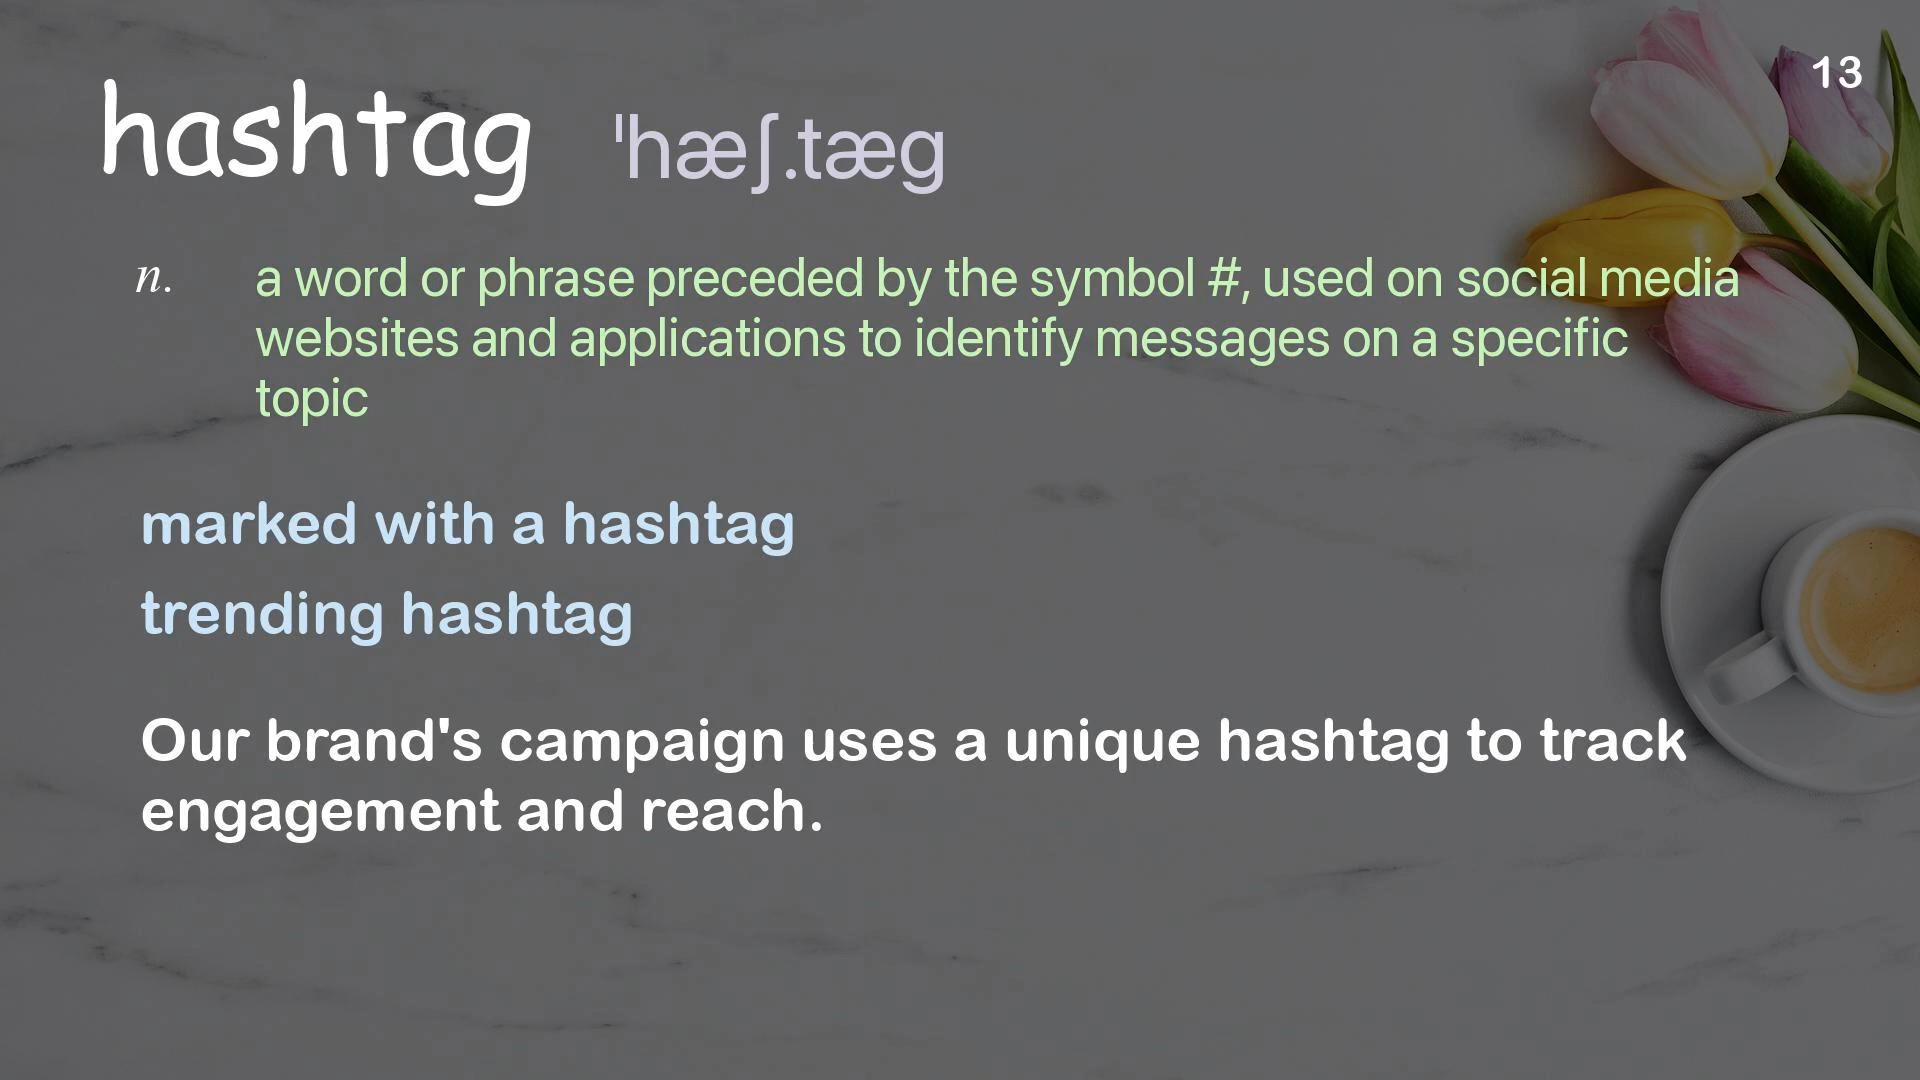 13
hashtag ˈhæʃ.tæg
n. a word or phrase preceded by the symbol #, used on social media
websites and applications to identify messages on a specific
topic
marked with a hashtag
trending hashtag
Our brand's campaign uses a unique hashtag to track
engagement and reach.